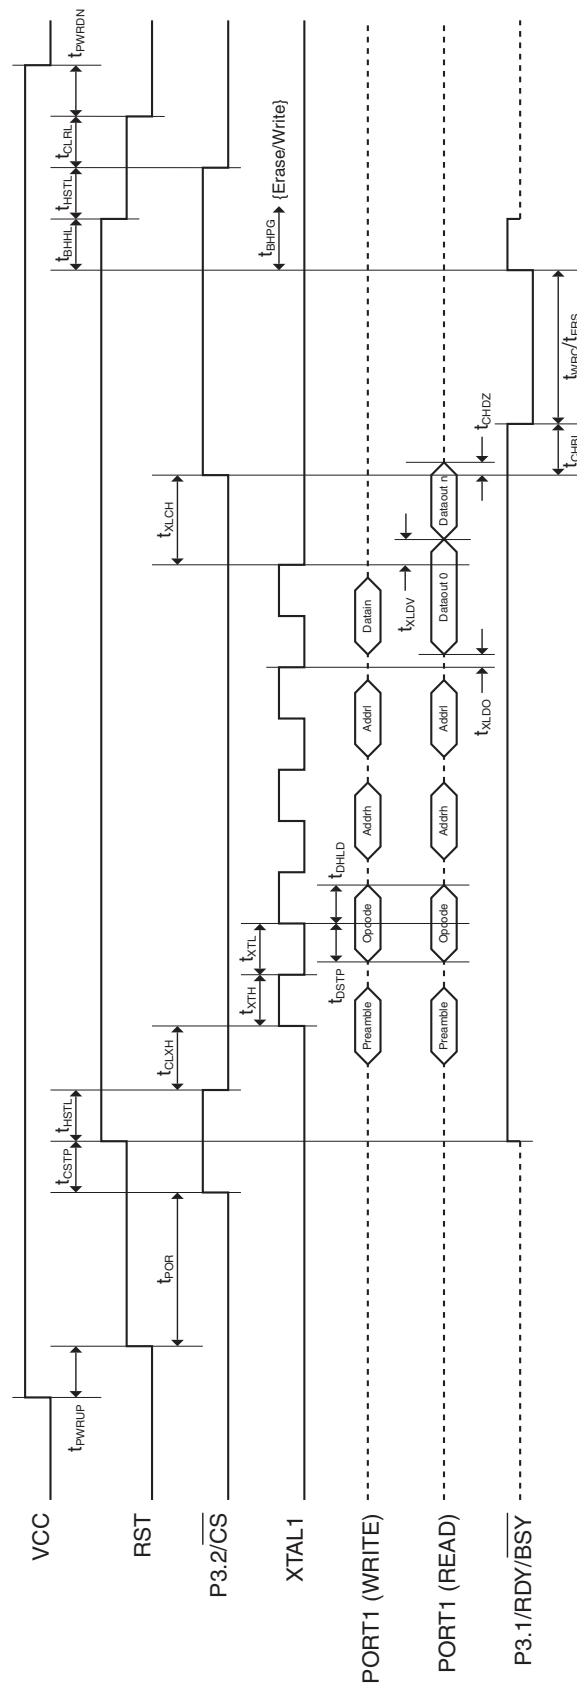 VCC
tPWRUP
tCSTP
tHSTL
tBHHL
tHSTL
tCLRL
tPWRDN
RST
tPOR
tCLXH
tXLCH
P3.2/CS
tXTH
tXTL
tBHPG
{Erase/Write}
XTAL1
tDSTP
tDHLD
PORT1 (WRITE)
Preamble
Opcode
Addrh
Addrl
Datain
tXLDV
PORT1 (READ)
Preamble
Opcode
Addrh
Addrl
Dataout 0
Dataout n
tXLDO
tCHDZ
P3.1/RDY/BSY
tCHBL
tWRC/tERS